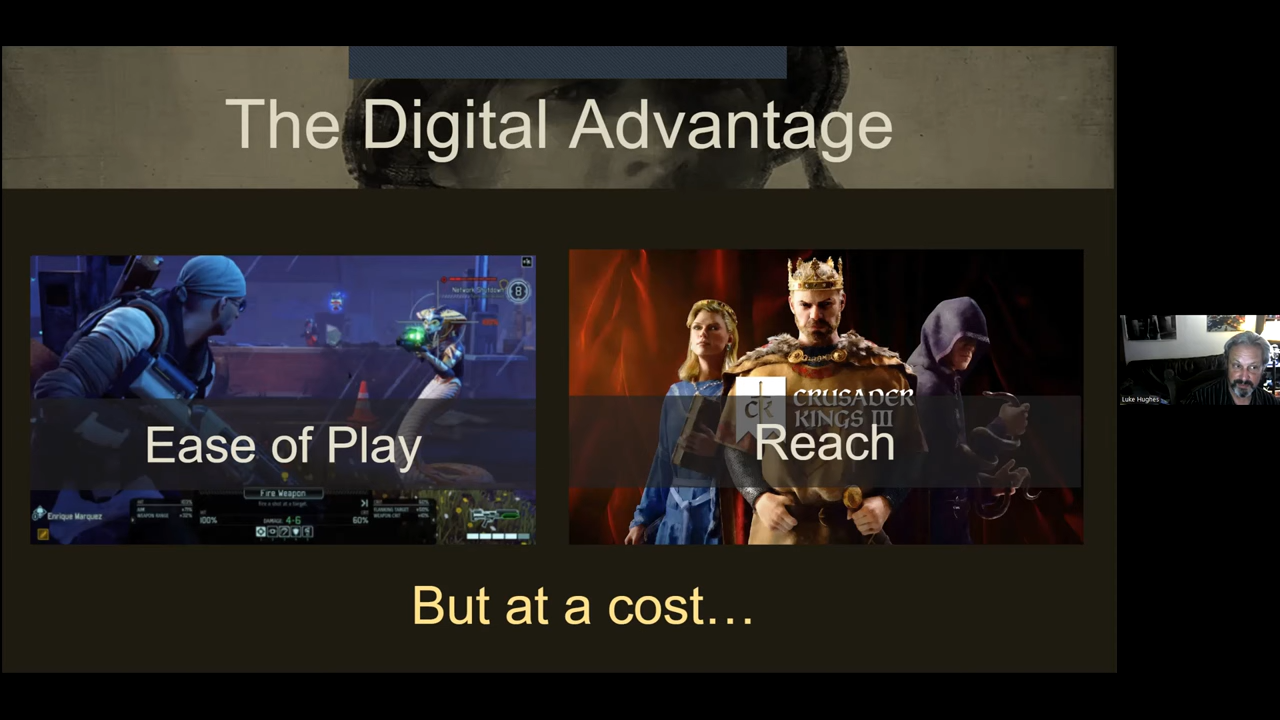 The Digital Advantage
Network Shutdown
8
Ease of Play
CRUSADER
KINGS III
CK
Reach
Enrique Marquez
Fire Weapon
100%
DAMAGE: 4-6
60%
But at a cost…
Luke Hughes